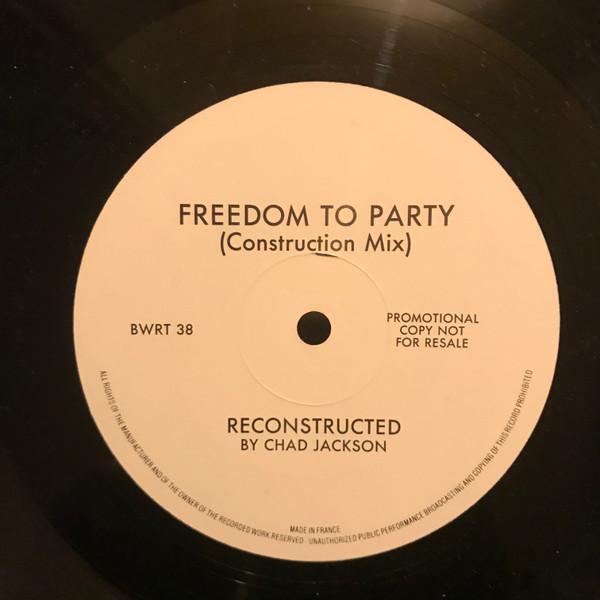 FREEDOM TO PARTY
(Construction Mix)
BWRT 38
PROMOTIONAL
COPY NOT
FOR RESALE
RECONSTRUCTED
BY CHAD JACKSON
MADE IN FRANCE
ALL RIGHTS OF THE MANUFACTURER AND OF THE OWNER OF THE RECORDED WORK RESERVED · UNAUTHORIZED PUBLIC PERFORMANCE BROADCASTING AND COPYING OF THIS RECORD PROHIBITED